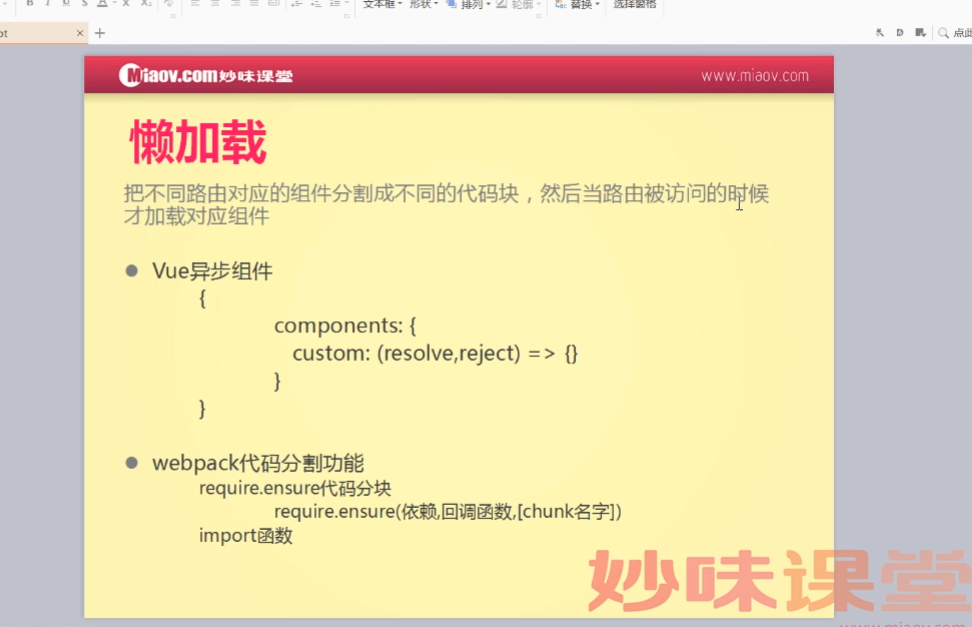 文本框 形状 排列 轮廓 替换 选择窗格
pt × +
点此
Miaov.com妙味课堂 www.miaov.com
懒加载
把不同路由对应的组件分割成不同的代码块，然后当路由被访问的时候
才加载对应组件
● Vue异步组件
{
components: {
custom: (resolve,reject) => {}
}
}
● webpack代码分割功能
require.ensure代码分块
require.ensure(依赖,回调函数,[chunk名字])
import函数
妙味课堂
www.miaov.com